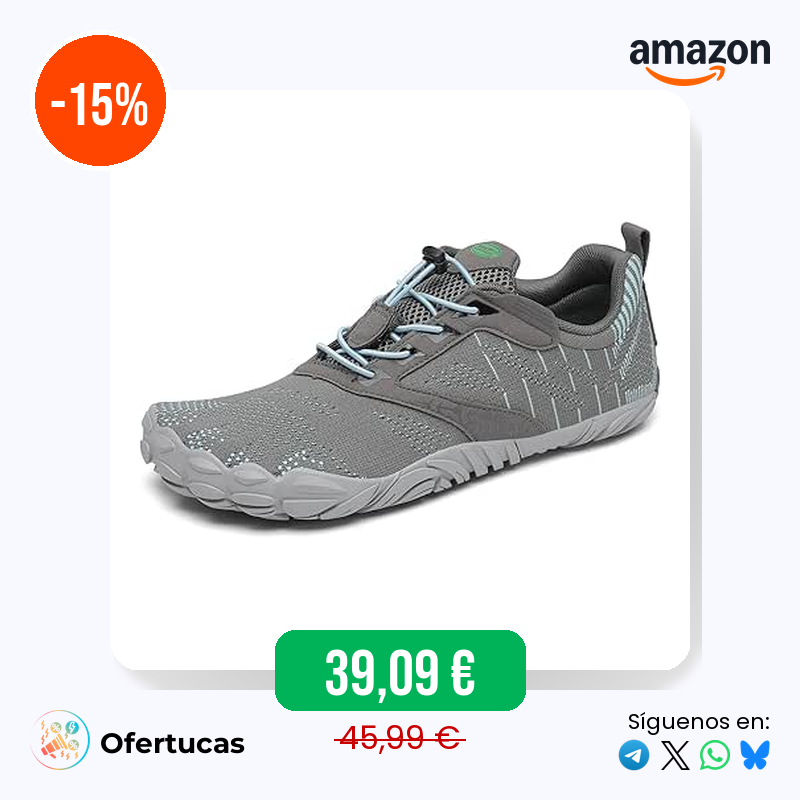 -15%
amazon
39,09 €
45,99 €
Ofertucas
Síguenos en: